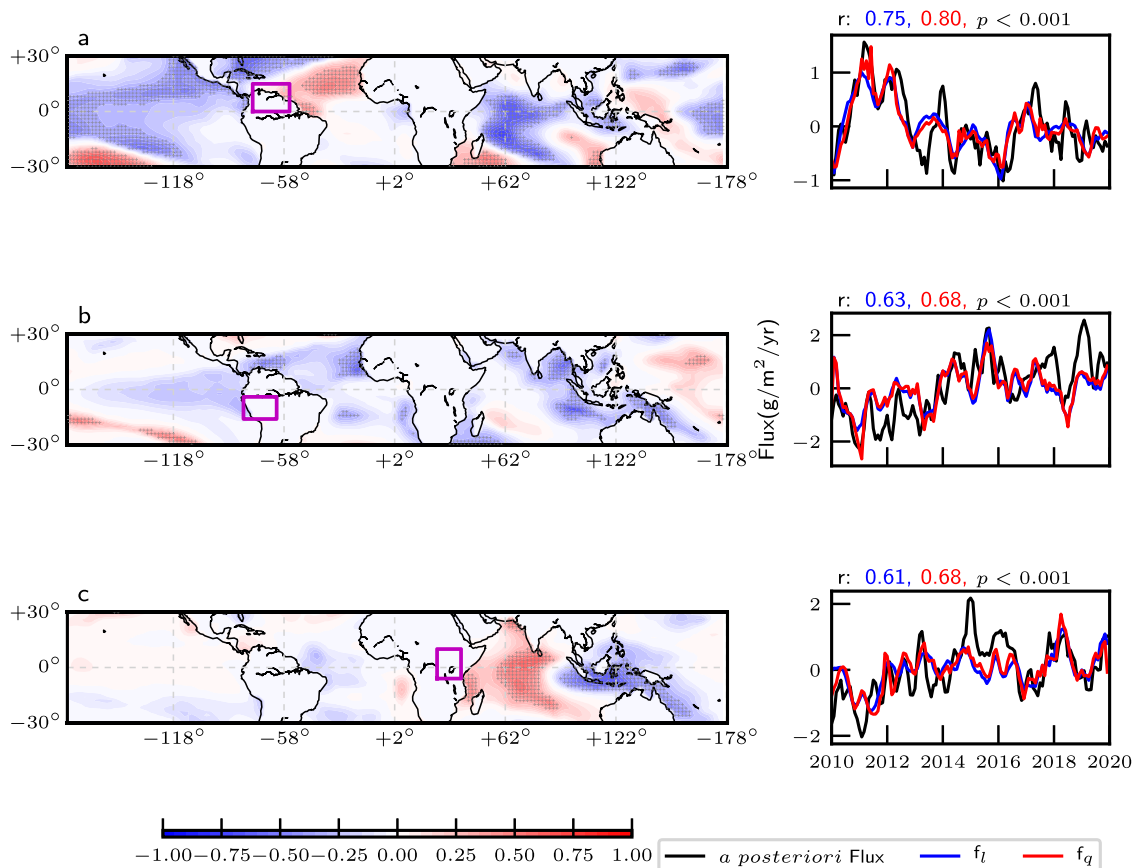 a
r: 0.75, 0.80, p < 0.001
+30°
0°
−30°
−118° −58° +2° +62° +122° −178°
1
0
−1
b
r: 0.63, 0.68, p < 0.001
+30°
0°
−30°
−118° −58° +2° +62° +122° −178°
Flux(g/m²/yr)
2
0
−2
c
r: 0.61, 0.68, p < 0.001
+30°
0°
−30°
−118° −58° +2° +62° +122° −178°
2
0
−2
2010 2012 2014 2016 2018 2020
−1.00 −0.75 −0.50 −0.25 0.00 0.25 0.50 0.75 1.00
a posteriori Flux f_l f_q